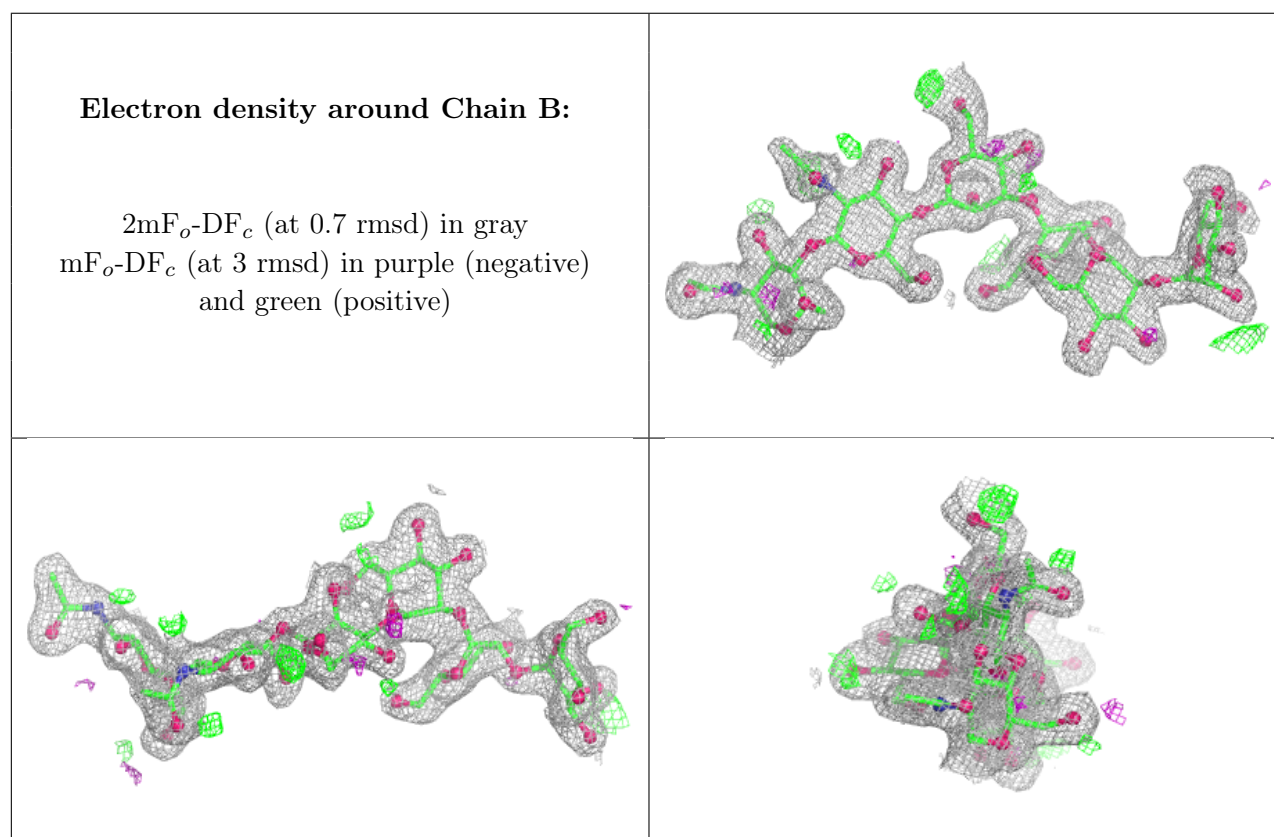 Electron density around Chain B:
2mFₒ-DF𝑐 (at 0.7 rmsd) in gray
mFₒ-DF𝑐 (at 3 rmsd) in purple (negative)
and green (positive)